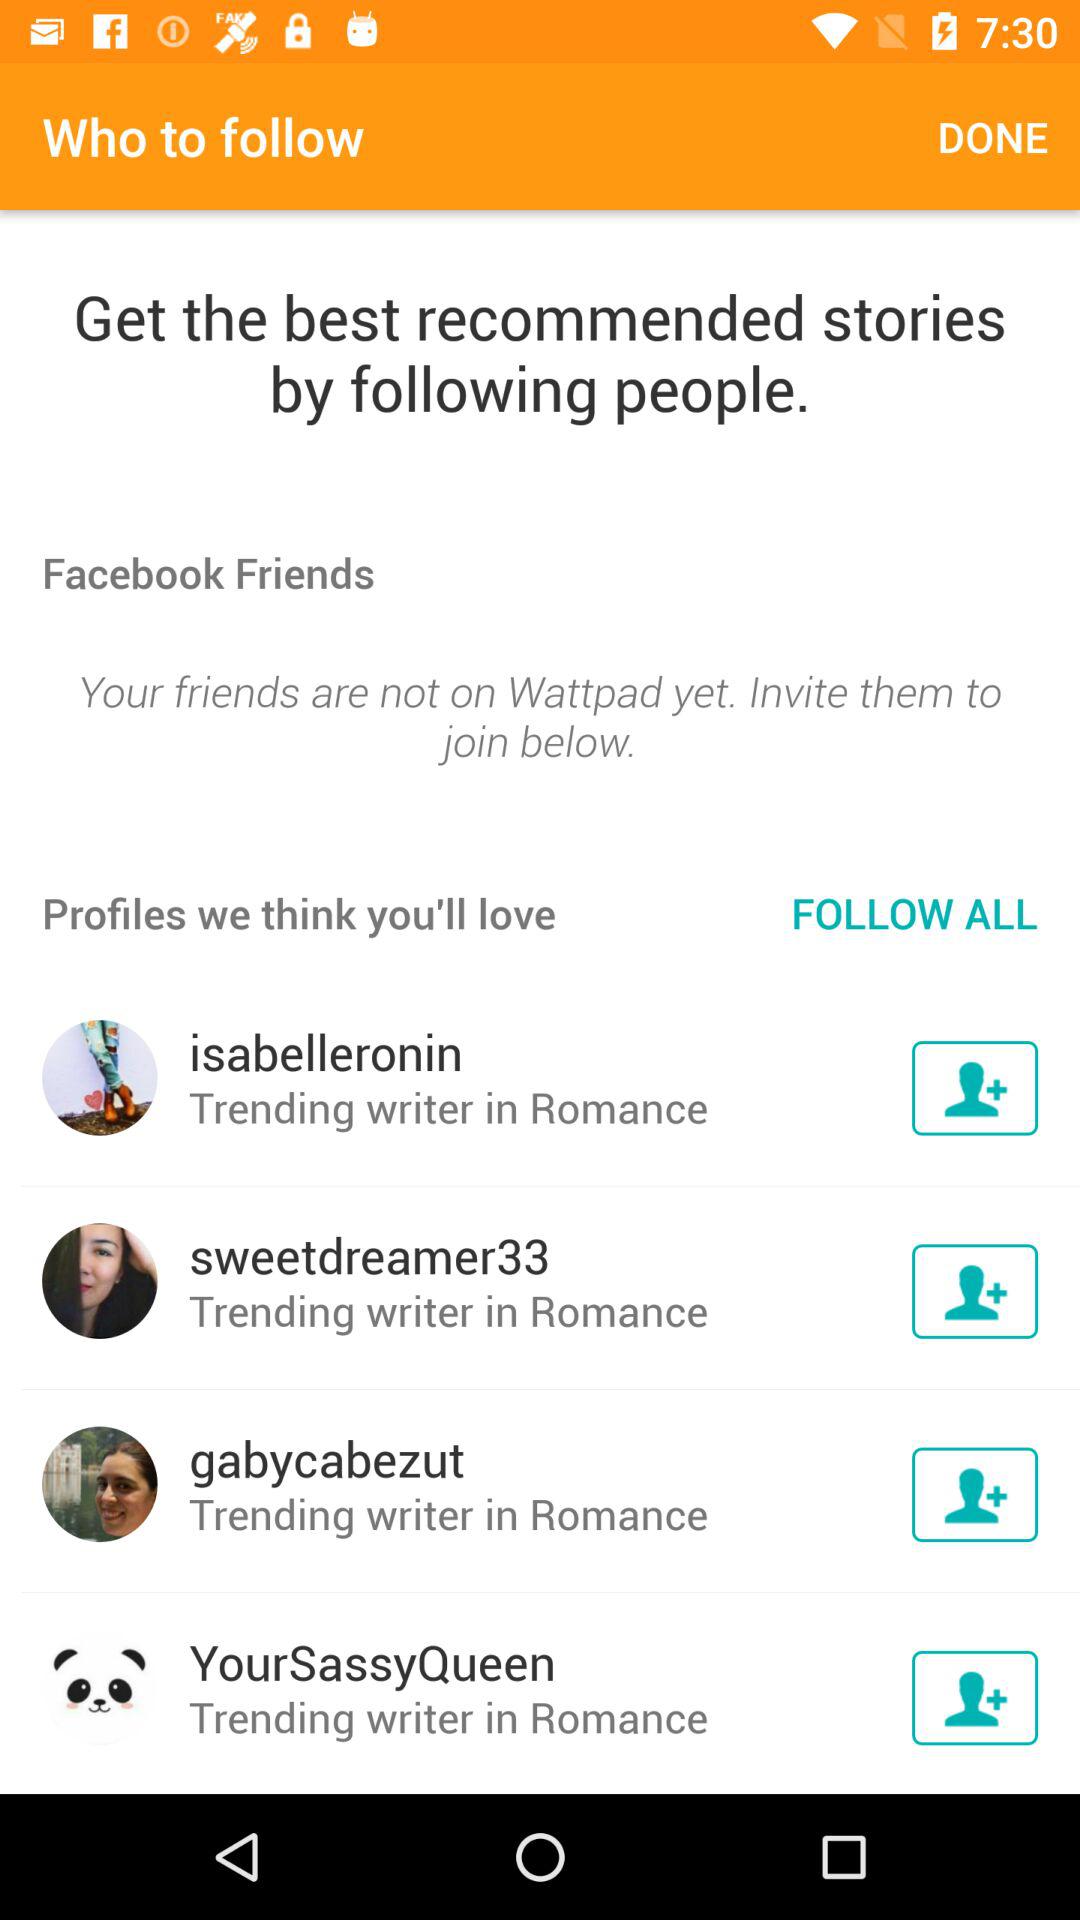 FAKE
7:30
Who to follow
DONE
Get the best recommended stories
by following people.
Facebook Friends
Your friends are not on Wattpad yet. Invite them to
join below.
Profiles we think you'll love
FOLLOW ALL
isabelleronin
Trending writer in Romance
sweetdreamer33
Trending writer in Romance
gabycabezut
Trending writer in Romance
YourSassyQueen
Trending writer in Romance